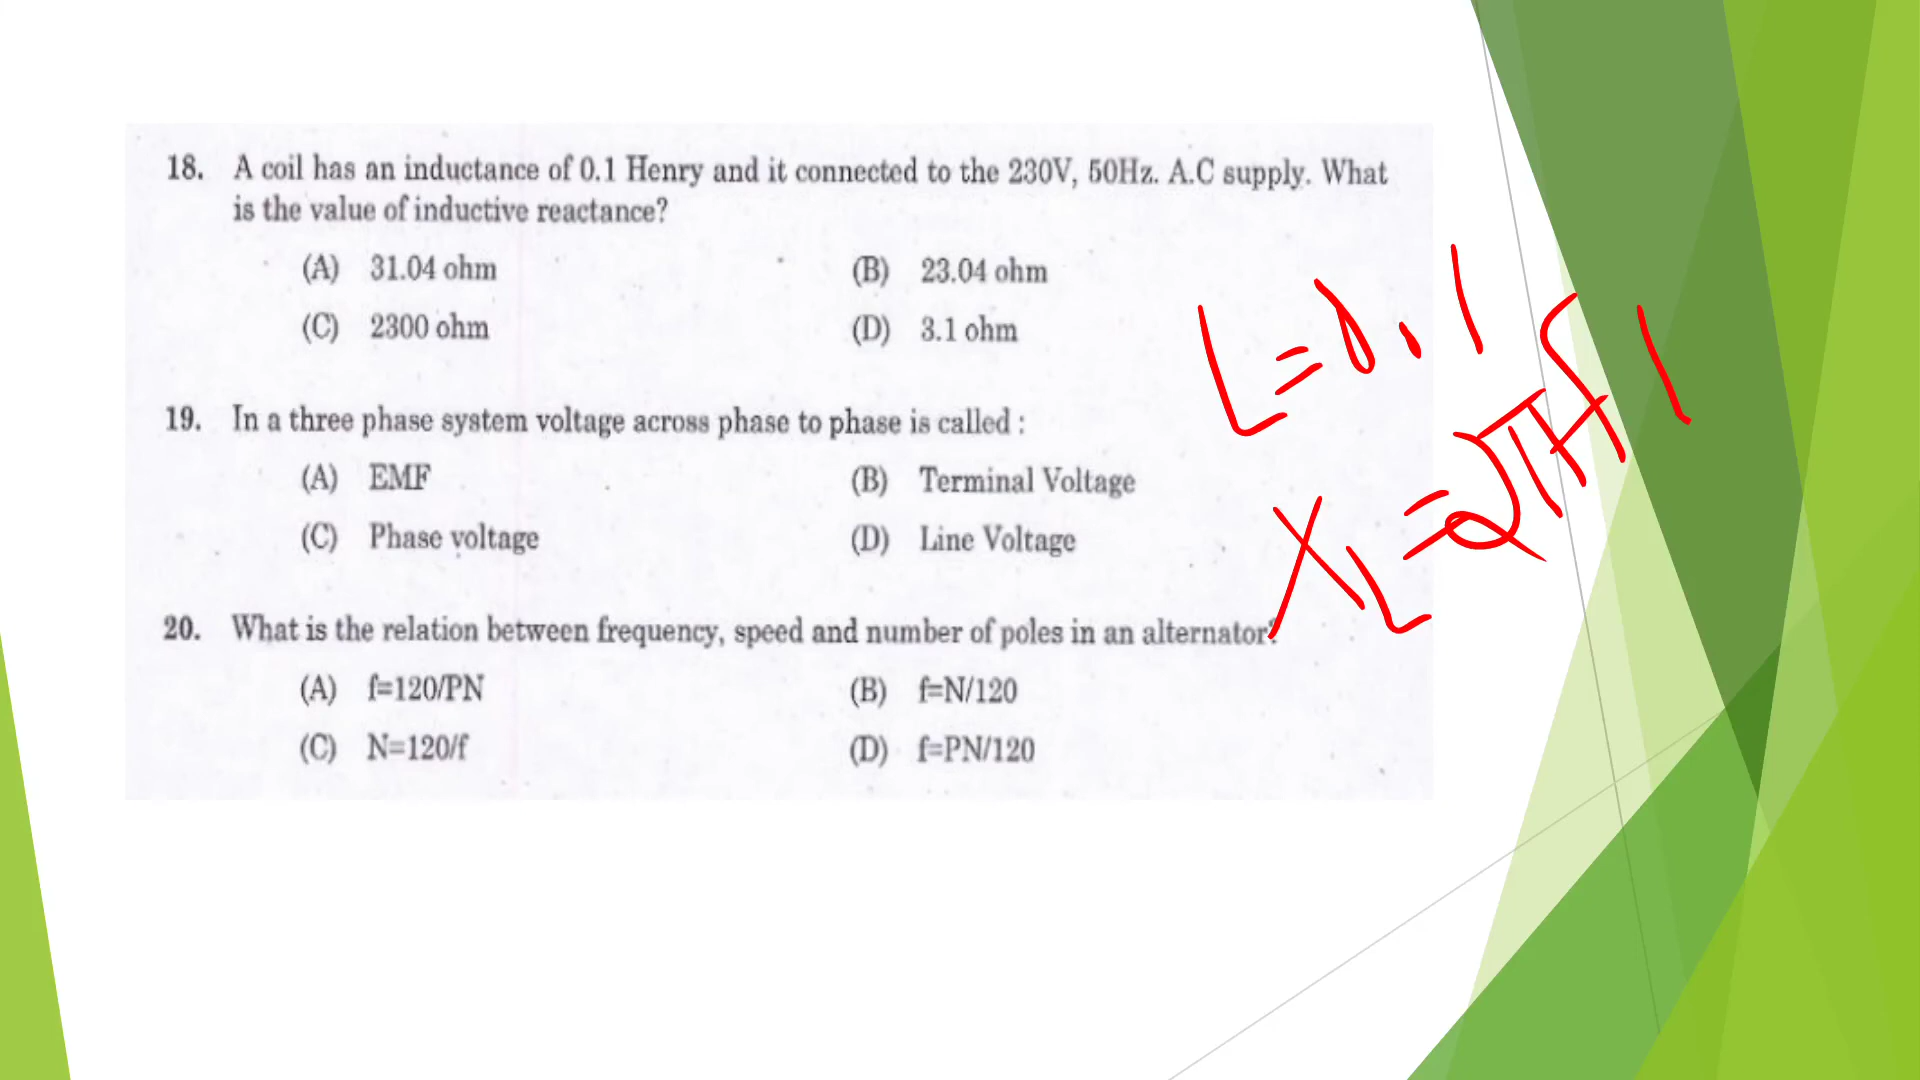 18. A coil has an inductance of 0.1 Henry and it connected to the 230V, 50Hz. A.C supply. What
is the value of inductive reactance?
(A) 31.04 ohm (B) 23.04 ohm
(C) 2300 ohm (D) 3.1 ohm
19. In a three phase system voltage across phase to phase is called :
(A) EMF (B) Terminal Voltage
(C) Phase voltage (D) Line Voltage
20. What is the relation between frequency, speed and number of poles in an alternator?
(A) f=120/PN (B) f=N/120
(C) N=120/f (D) f=PN/120
L=0.1
XL=2πf